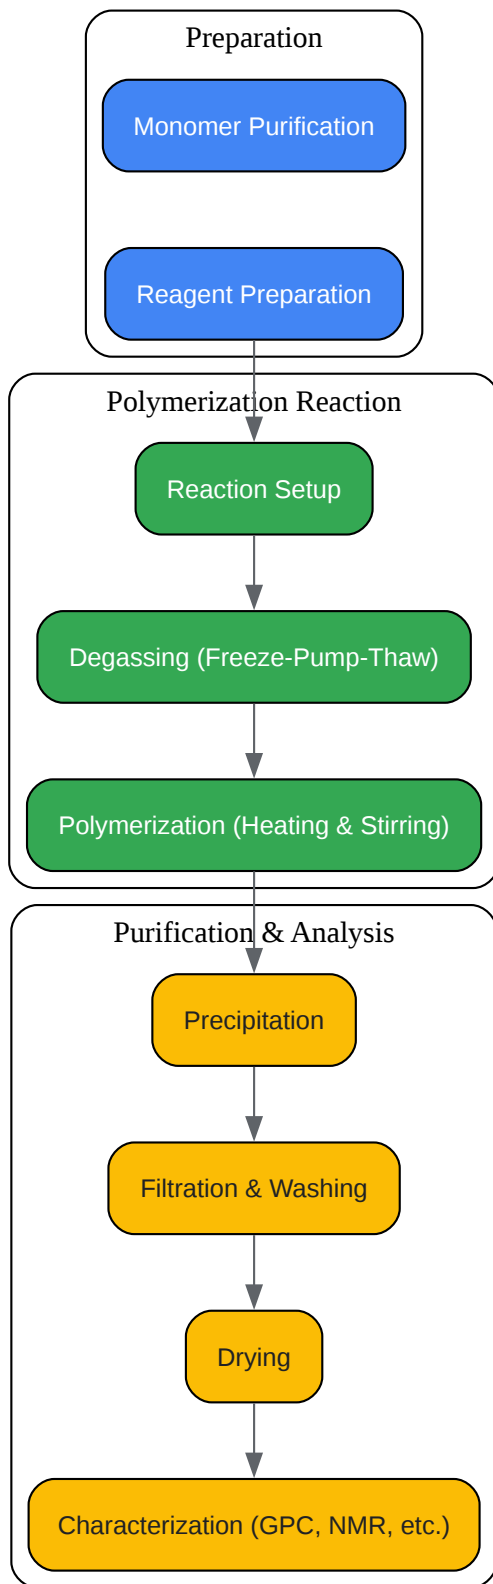 Preparation
Monomer Purification
Reagent Preparation
Polymerization Reaction
Reaction Setup
Degassing (Freeze-Pump-Thaw)
Polymerization (Heating & Stirring)
Purification & Analysis
Precipitation
Filtration & Washing
Drying
Characterization (GPC, NMR, etc.)